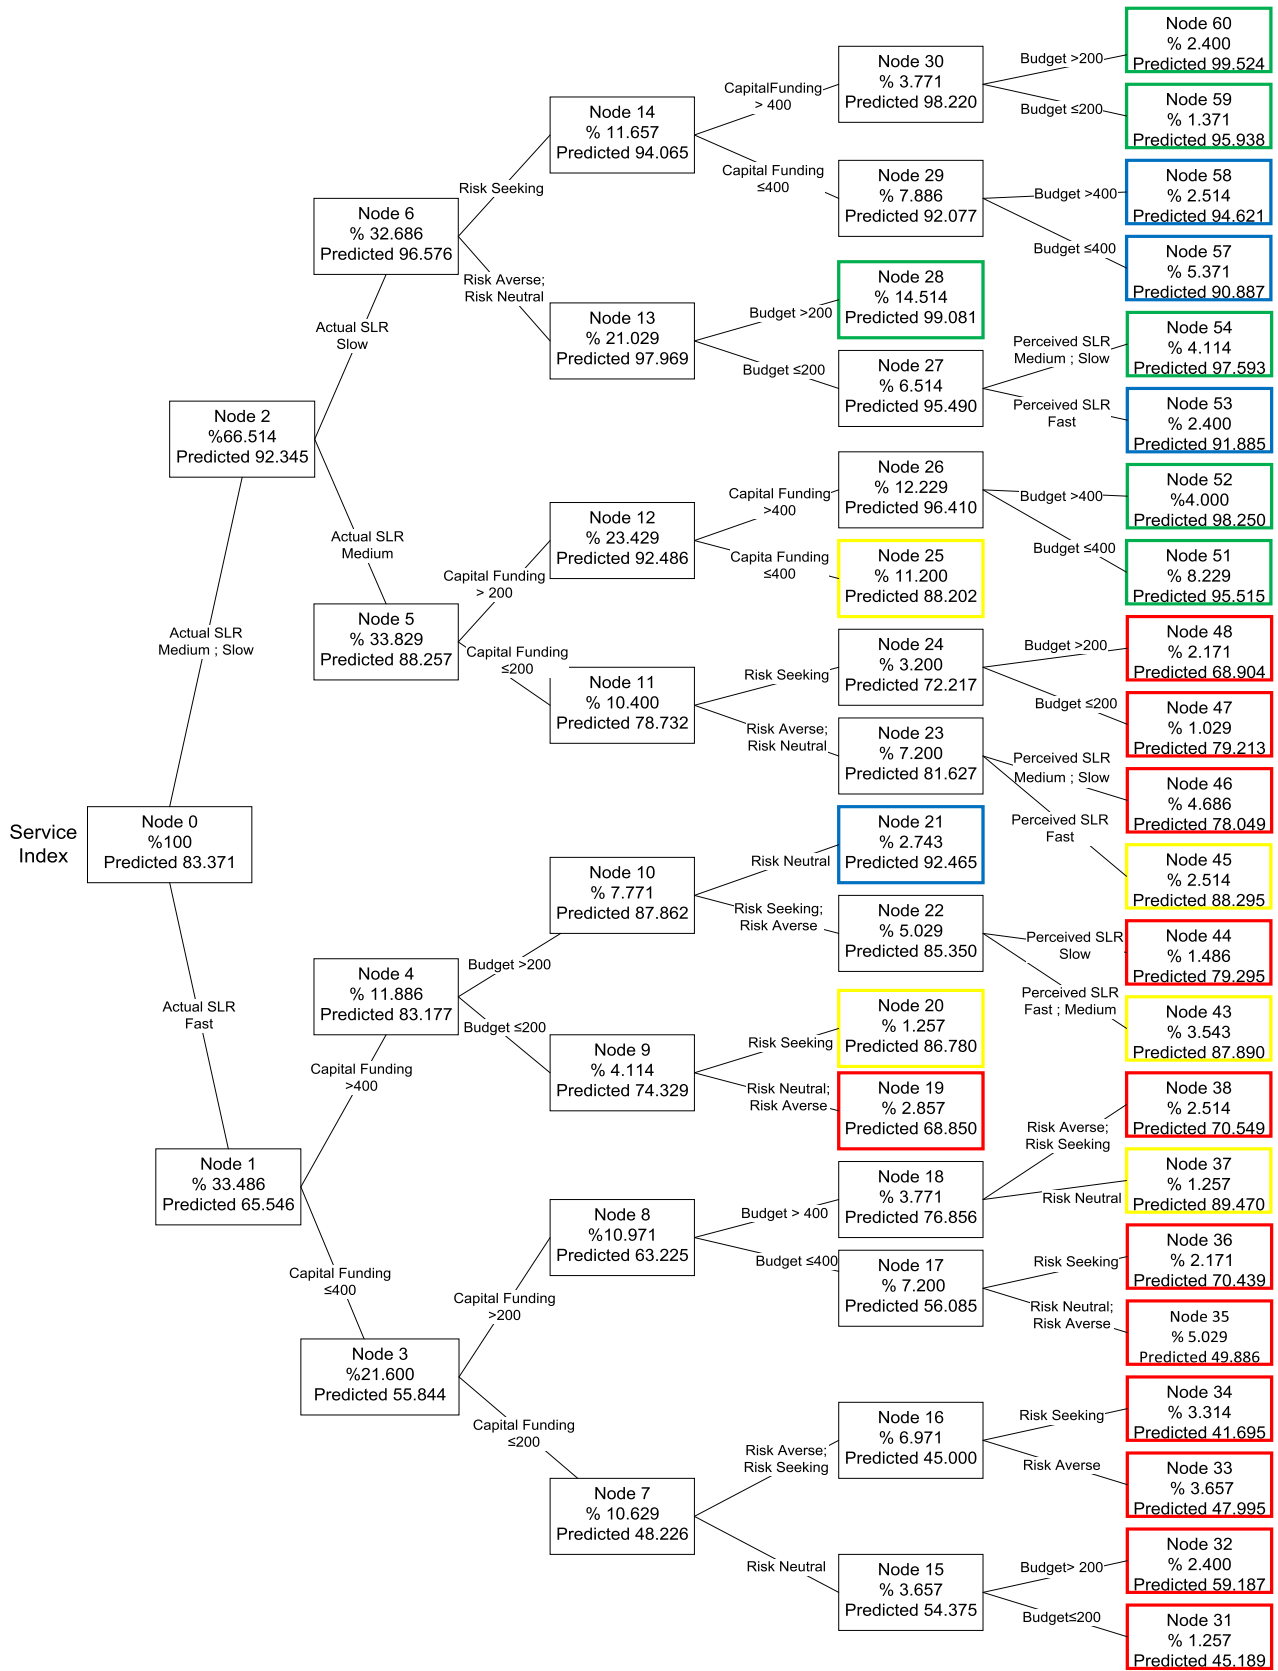 Service
Index
Node 0
%100
Predicted 83.371
Actual SLR
Medium ; Slow
Actual SLR
Fast
Node 2
%66.514
Predicted 92.345
Node 1
% 33.486
Predicted 65.546
Actual SLR
Slow
Actual SLR
Medium
Capital Funding
>400
Capital Funding
≤400
Node 6
% 32.686
Predicted 96.576
Node 5
% 33.829
Predicted 88.257
Node 4
% 11.886
Predicted 83.177
Node 3
%21.600
Predicted 55.844
Risk Seeking
Risk Averse;
Risk Neutral
Capital Funding
> 200
Capital Funding
≤200
Budget >200
Budget ≤200
Capital Funding
>200
Capital Funding
≤200
Node 14
% 11.657
Predicted 94.065
Node 13
% 21.029
Predicted 97.969
Node 12
% 23.429
Predicted 92.486
Node 11
% 10.400
Predicted 78.732
Node 10
% 7.771
Predicted 87.862
Node 9
% 4.114
Predicted 74.329
Node 8
%10.971
Predicted 63.225
Node 7
% 10.629
Predicted 48.226
CapitalFunding
> 400
Capital Funding
≤400
Budget >200
Budget ≤200
Capital Funding
>400
Capita Funding
≤400
Risk Seeking
Risk Averse;
Risk Neutral
Risk Neutral
Risk Seeking;
Risk Averse
Risk Seeking
Risk Neutral;
Risk Averse
Budget > 400
Budget ≤400
Risk Averse;
Risk Seeking
Risk Neutral
Node 30
% 3.771
Predicted 98.220
Node 29
% 7.886
Predicted 92.077
Node 28
% 14.514
Predicted 99.081
Node 27
% 6.514
Predicted 95.490
Node 26
% 12.229
Predicted 96.410
Node 25
% 11.200
Predicted 88.202
Node 24
% 3.200
Predicted 72.217
Node 23
% 7.200
Predicted 81.627
Node 21
% 2.743
Predicted 92.465
Node 22
% 5.029
Predicted 85.350
Node 20
% 1.257
Predicted 86.780
Node 19
% 2.857
Predicted 68.850
Node 18
% 3.771
Predicted 76.856
Node 17
% 7.200
Predicted 56.085
Node 16
% 6.971
Predicted 45.000
Node 15
% 3.657
Predicted 54.375
Budget >200
Budget ≤200
Budget >400
Budget ≤400
Perceived SLR
Medium ; Slow
Perceived SLR
Fast
Budget >400
Budget ≤400
Budget >200
Budget ≤200
Perceived SLR
Medium ; Slow
Perceived SLR
Fast
Perceived SLR
Slow
Perceived SLR
Fast ; Medium
Risk Averse;
Risk Seeking
Risk Neutral
Risk Seeking
Risk Neutral;
Risk Averse
Risk Seeking
Risk Averse
Budget> 200
Budget≤200
Node 60
% 2.400
Predicted 99.524
Node 59
% 1.371
Predicted 95.938
Node 58
% 2.514
Predicted 94.621
Node 57
% 5.371
Predicted 90.887
Node 54
% 4.114
Predicted 97.593
Node 53
% 2.400
Predicted 91.885
Node 52
%4.000
Predicted 98.250
Node 51
% 8.229
Predicted 95.515
Node 48
% 2.171
Predicted 68.904
Node 47
% 1.029
Predicted 79.213
Node 46
% 4.686
Predicted 78.049
Node 45
% 2.514
Predicted 88.295
Node 44
% 1.486
Predicted 79.295
Node 43
% 3.543
Predicted 87.890
Node 38
% 2.514
Predicted 70.549
Node 37
% 1.257
Predicted 89.470
Node 36
% 2.171
Predicted 70.439
Node 35
% 5.029
Predicted 49.886
Node 34
% 3.314
Predicted 41.695
Node 33
% 3.657
Predicted 47.995
Node 32
% 2.400
Predicted 59.187
Node 31
% 1.257
Predicted 45.189